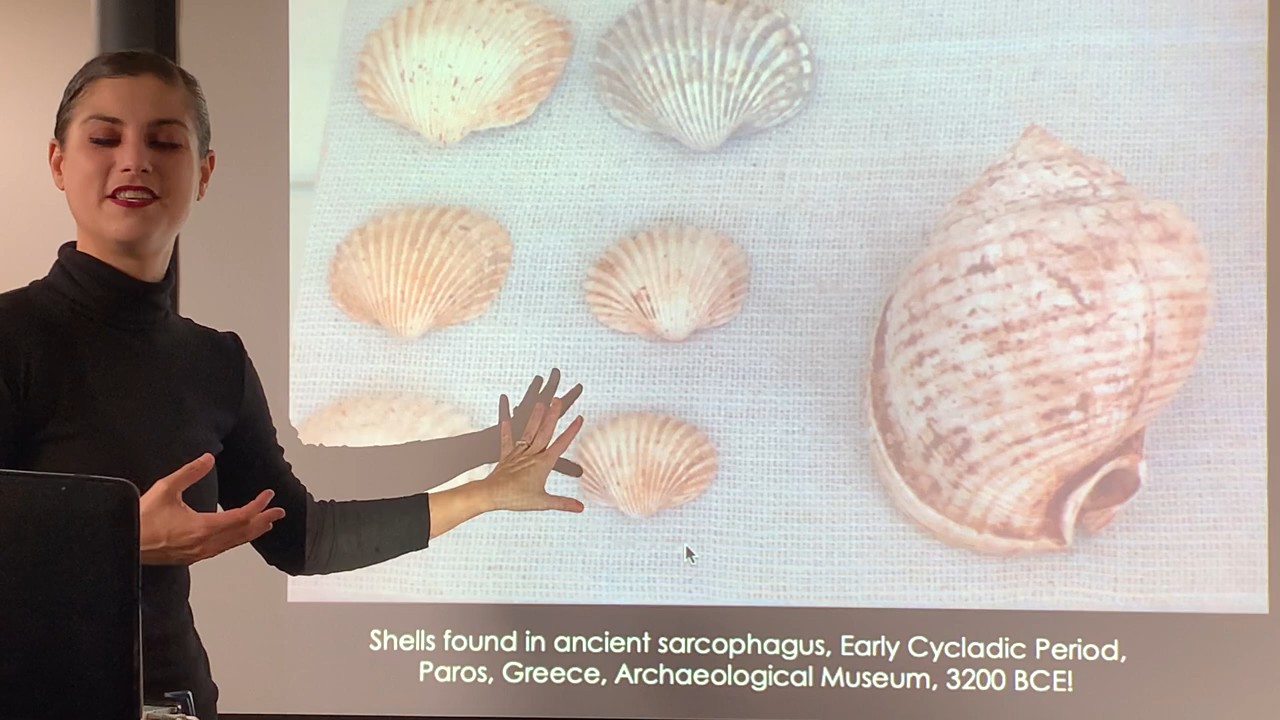 Shells found in ancient sarcophagus, Early Cycladic Period,
Paros, Greece, Archaeological Museum, 3200 BCE!